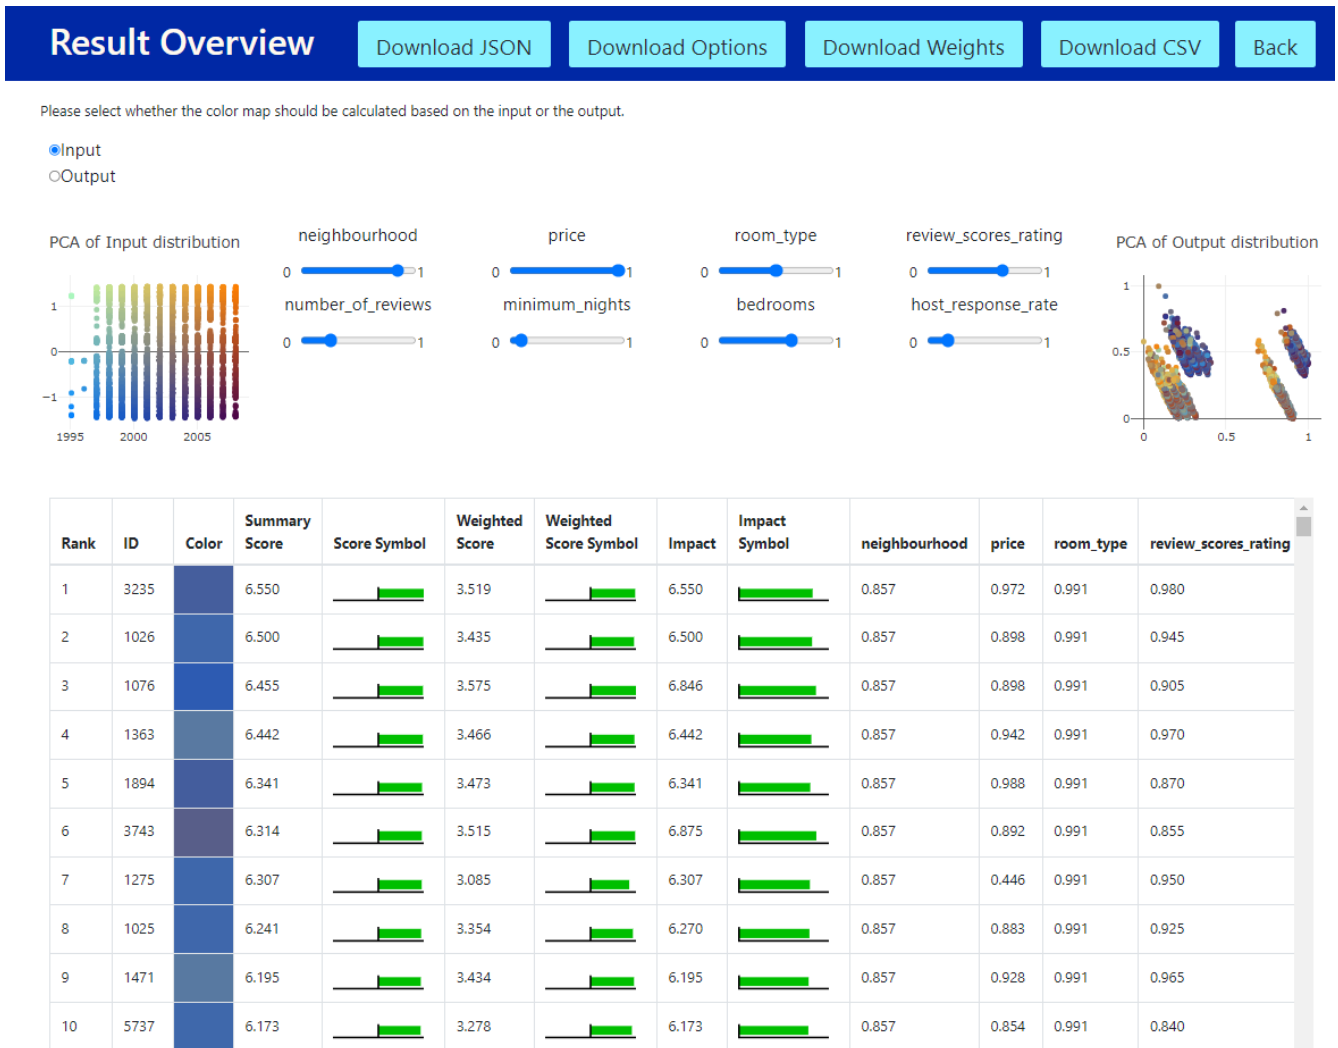 Result Overview Download JSON Download Options Download Weights Download CSV Back
Please select whether the color map should be calculated based on the input or the output.
Input
Output
PCA of Input distribution
1
0
−1
1995 2000 2005
neighbourhood price room_type review_scores_rating
0 1 0 1 0 1 0 1
number_of_reviews minimum_nights bedrooms host_response_rate
0 1 0 1 0 1 0 1
PCA of Output distribution
1
0.5
0
0 0.5 1
Rank ID Color Summary Score Score Symbol Weighted Score Weighted Score Symbol Impact Impact Symbol neighbourhood price room_type review_scores_rating
1 3235 6.550 3.519 6.550 0.857 0.972 0.991 0.980
2 1026 6.500 3.435 6.500 0.857 0.898 0.991 0.945
3 1076 6.455 3.575 6.846 0.857 0.898 0.991 0.905
4 1363 6.442 3.466 6.442 0.857 0.942 0.991 0.970
5 1894 6.341 3.473 6.341 0.857 0.988 0.991 0.870
6 3743 6.314 3.515 6.875 0.857 0.892 0.991 0.855
7 1275 6.307 3.085 6.307 0.857 0.446 0.991 0.950
8 1025 6.241 3.354 6.270 0.857 0.883 0.991 0.925
9 1471 6.195 3.434 6.195 0.857 0.928 0.991 0.965
10 5737 6.173 3.278 6.173 0.857 0.854 0.991 0.840